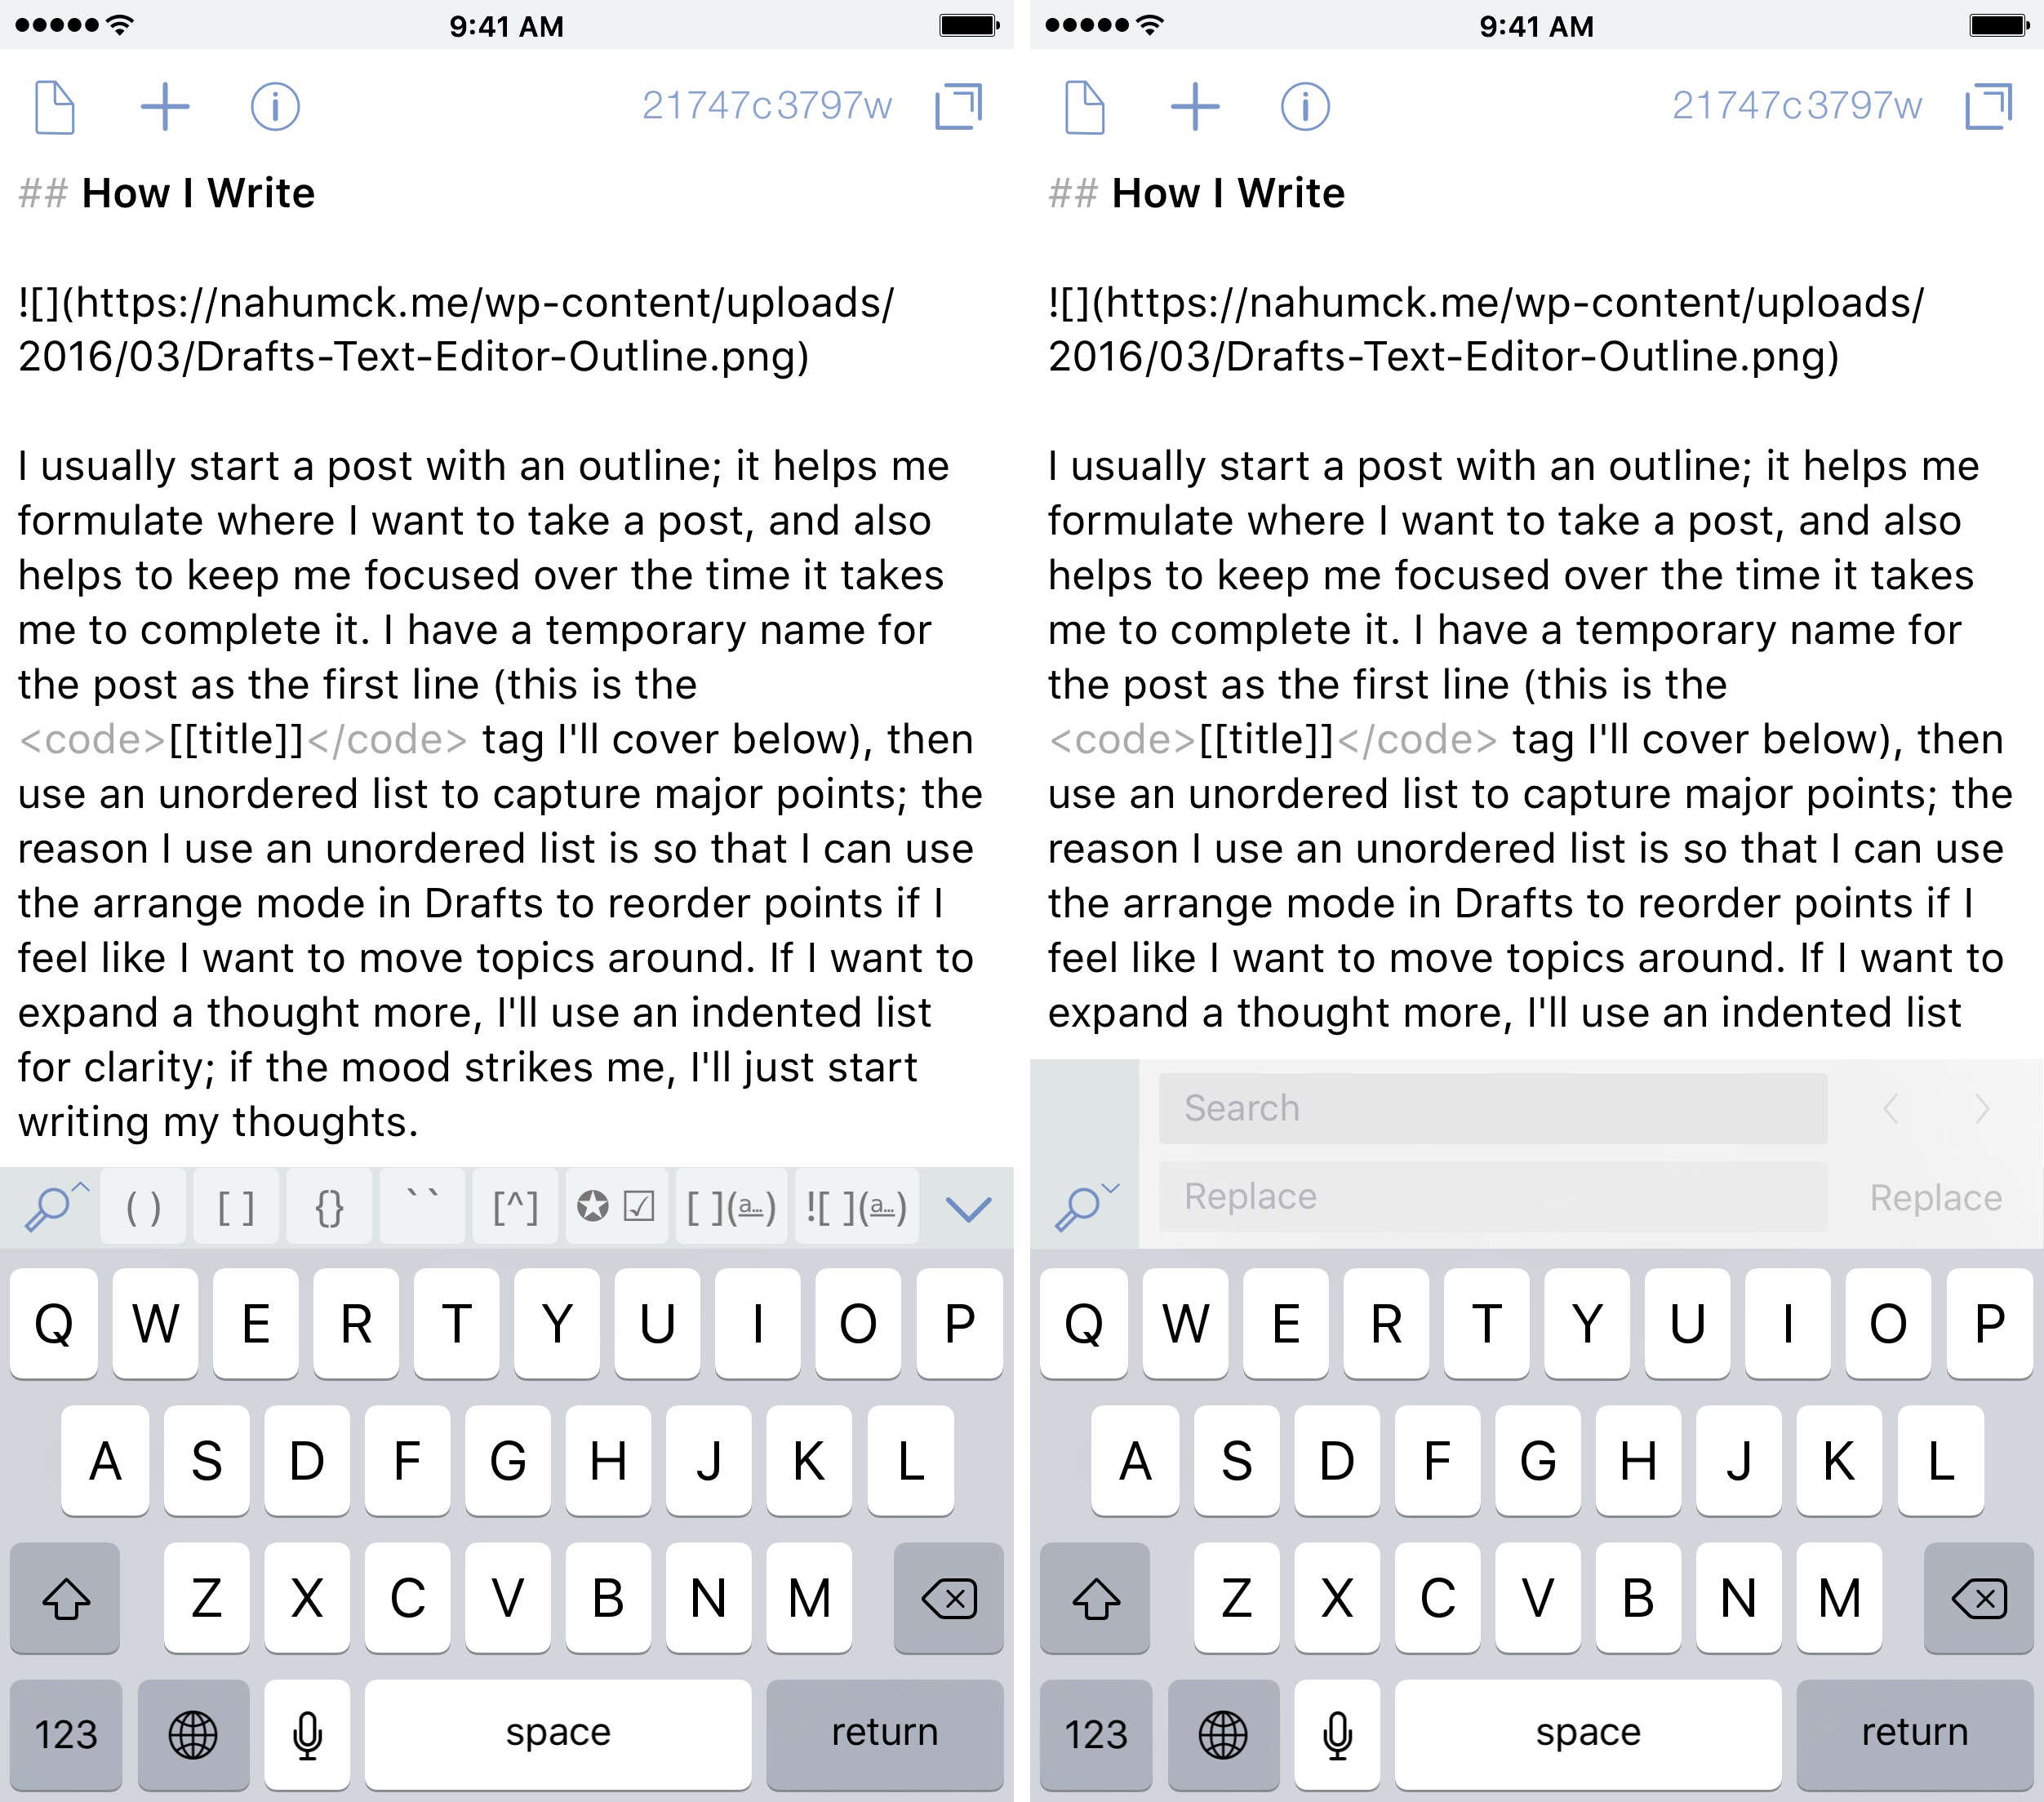 9:41 AM
21747c3797w
## How I Write
![](https://nahumck.me/wp-content/uploads/
2016/03/Drafts-Text-Editor-Outline.png)
I usually start a post with an outline; it helps me
formulate where I want to take a post, and also
helps to keep me focused over the time it takes
me to complete it. I have a temporary name for
the post as the first line (this is the
<code>[[title]]</code> tag I'll cover below), then
use an unordered list to capture major points; the
reason I use an unordered list is so that I can use
the arrange mode in Drafts to reorder points if I
feel like I want to move topics around. If I want to
expand a thought more, I'll use an indented list
for clarity; if the mood strikes me, I'll just start
writing my thoughts.
( ) [ ] {} `` [^] ✪ ☑ [ ](a...) ![ ](a...)
Q W E R T Y U I O P
A S D F G H J K L
Z X C V B N M
123 space return
9:41 AM
21747c3797w
## How I Write
![](https://nahumck.me/wp-content/uploads/
2016/03/Drafts-Text-Editor-Outline.png)
I usually start a post with an outline; it helps me
formulate where I want to take a post, and also
helps to keep me focused over the time it takes
me to complete it. I have a temporary name for
the post as the first line (this is the
<code>[[title]]</code> tag I'll cover below), then
use an unordered list to capture major points; the
reason I use an unordered list is so that I can use
the arrange mode in Drafts to reorder points if I
feel like I want to move topics around. If I want to
expand a thought more, I'll use an indented list
Search
Replace Replace
Q W E R T Y U I O P
A S D F G H J K L
Z X C V B N M
123 space return